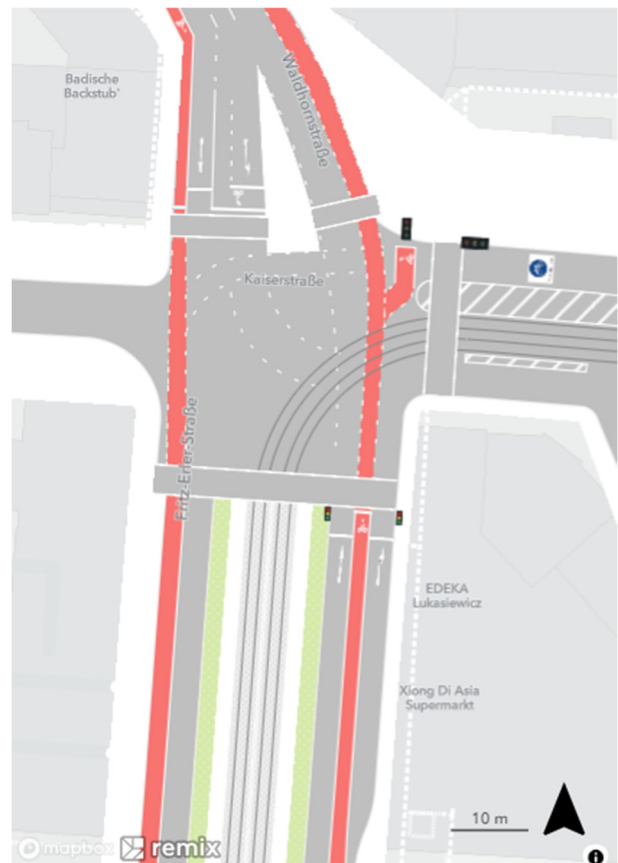 Badische
Backstub'
Waldhornstraße
Kaiserstraße
Fritz-Erler-Straße
EDEKA
Lukasiewicz
Xiong Di Asia
Supermarkt
10 m
mapbox remix
i